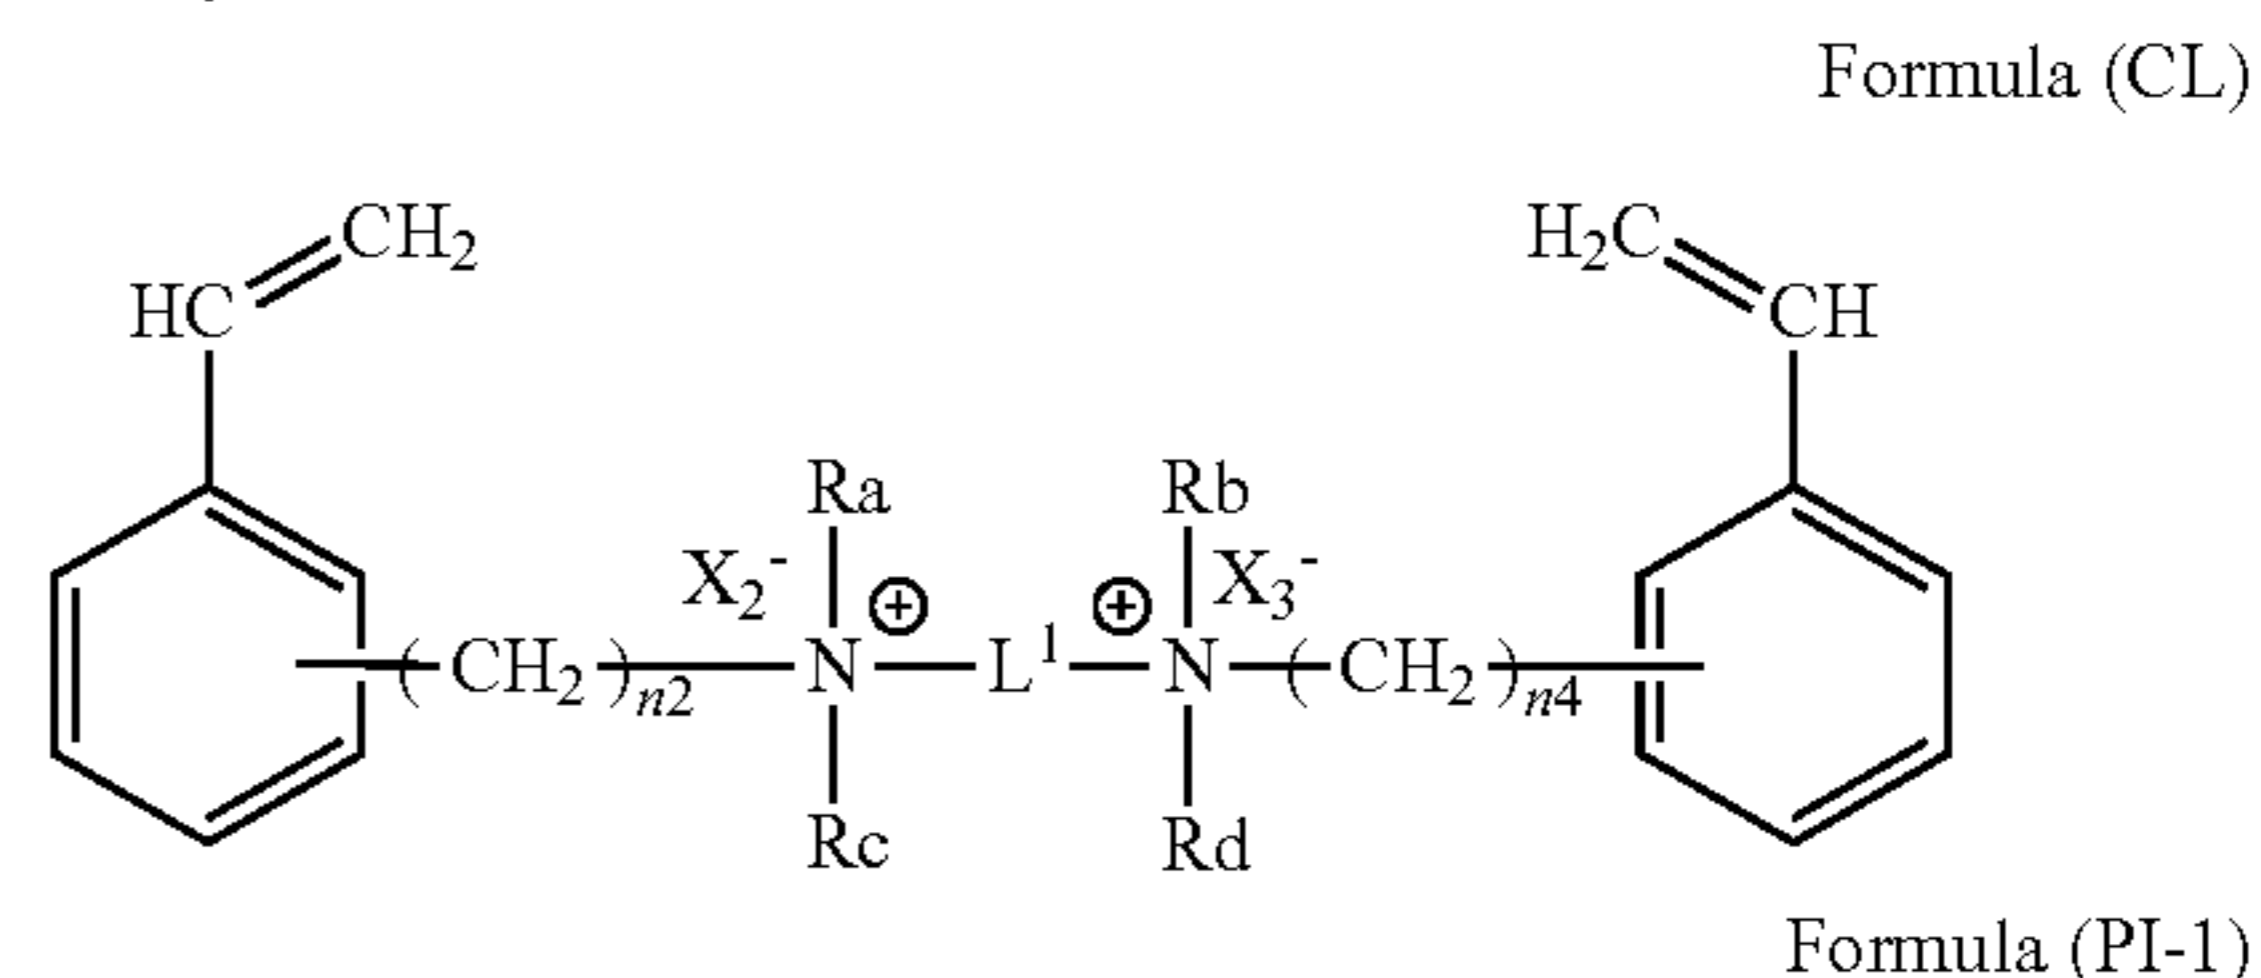 Formula (CL)
CH₂ H₂C
HC CH
Ra Rb
X₂⁻ ⊕ ⊕ X₃⁻
(CH₂)n2 N L¹ N (CH₂)n4
Rc Rd
Formula (PI-1)